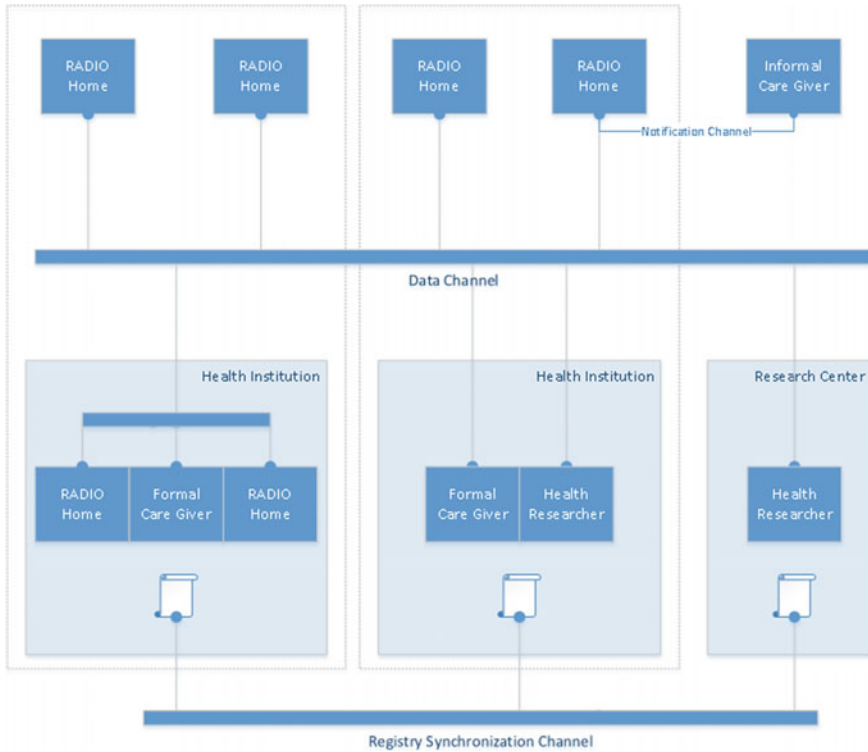 RADIO
Home
RADIO
Home
RADIO
Home
RADIO
Home
Informal
Care Giver
Notification Channel
Data Channel
Health Institution
Health Institution
Research Center
RADIO
Home
Formal
Care Giver
RADIO
Home
Formal
Care Giver
Health
Researcher
Health
Researcher
Registry Synchronization Channel